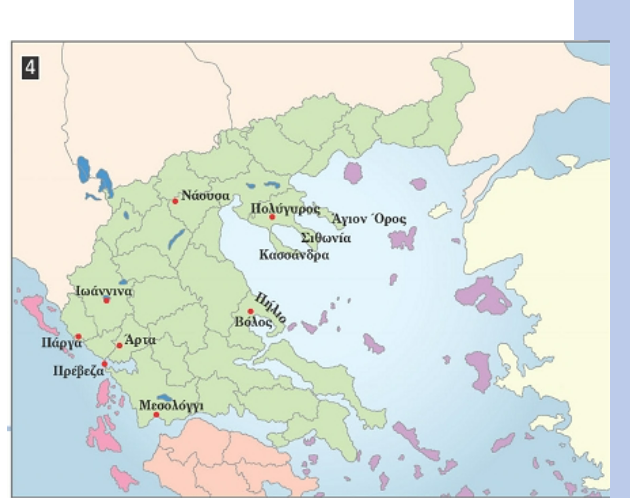 4
Νάουσα
Πολύγυρος
Άγιον Όρος
Σιθωνία
Κασσάνδρα
Ιωάννινα
Πήλιο
Βόλος
Πάργα
Άρτα
Πρέβεζα
Μεσολόγγι